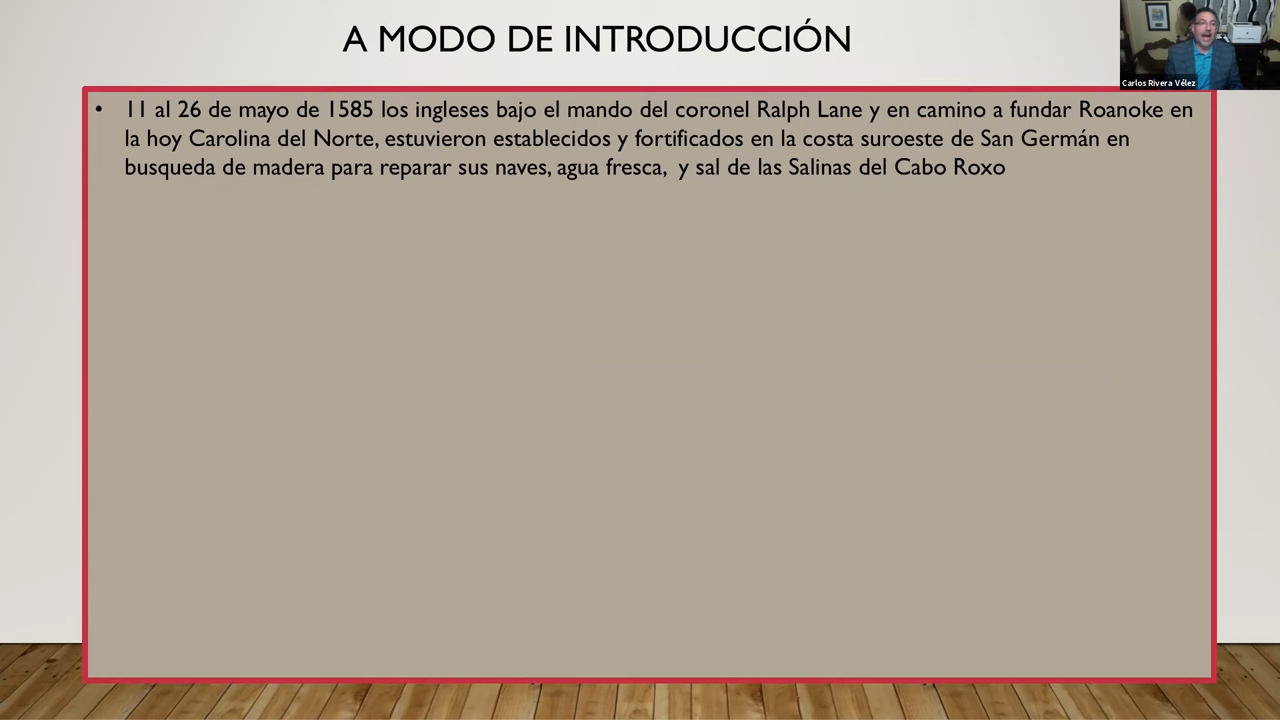 A MODO DE INTRODUCCIÓN
Carlos Rivera Vélez
• 11 al 26 de mayo de 1585 los ingleses bajo el mando del coronel Ralph Lane y en camino a fundar Roanoke en
la hoy Carolina del Norte, estuvieron establecidos y fortificados en la costa suroeste de San Germán en
busqueda de madera para reparar sus naves, agua fresca, y sal de las Salinas del Cabo Roxo